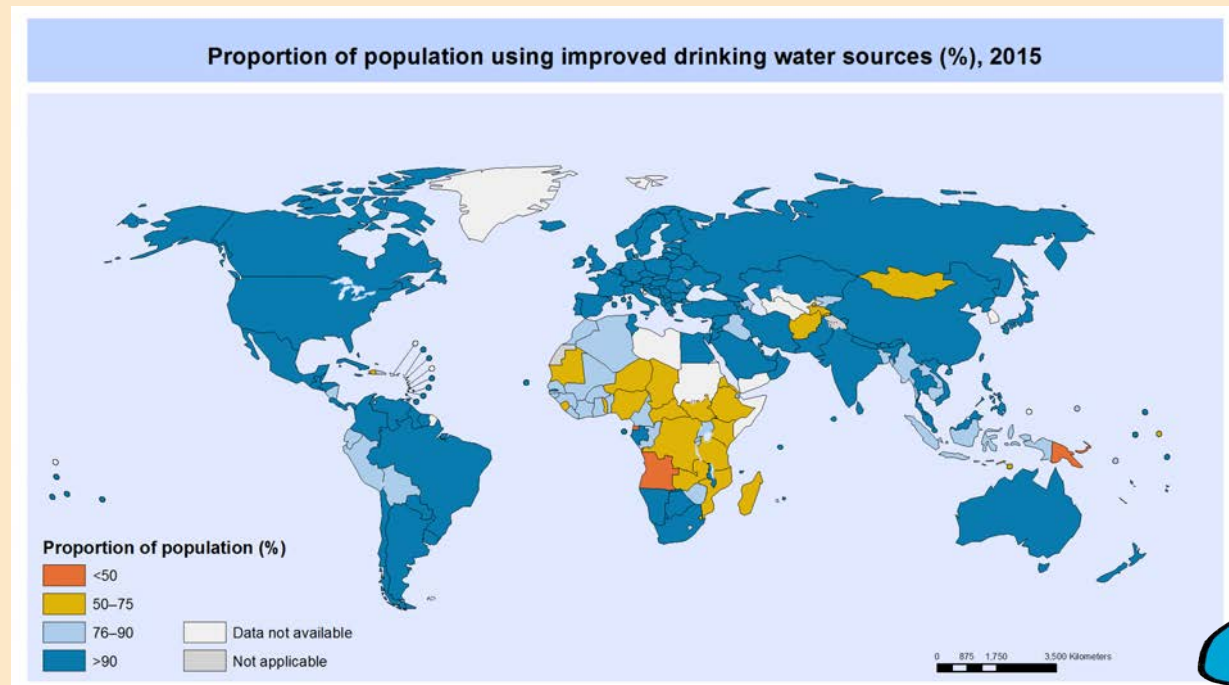 Proportion of population using improved drinking water sources (%), 2015
Proportion of population (%)
<50
50–75
76–90
>90
Data not available
Not applicable
0 875 1,750 3,500 Kilometers